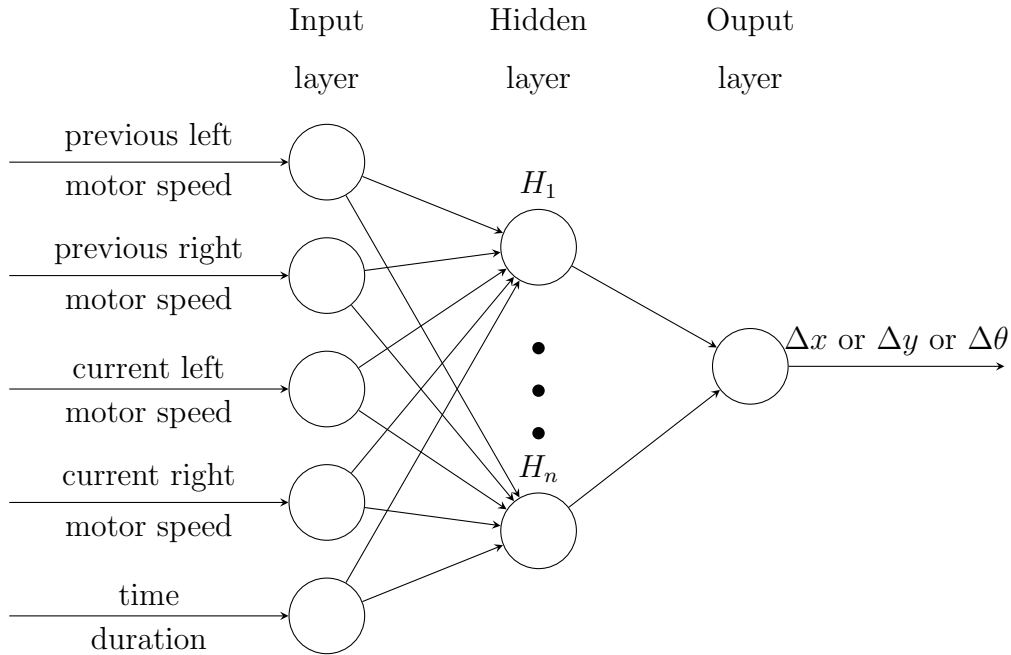 Input
layer
Hidden
layer
Ouput
layer
previous left
motor speed
previous right
motor speed
current left
motor speed
current right
motor speed
time
duration
H₁
Hₙ
Δx or Δy or Δθ